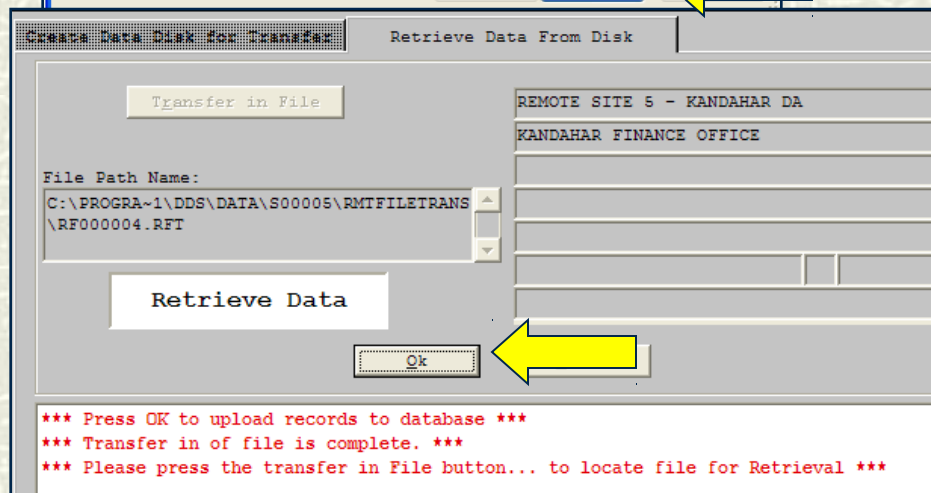 Create Data Disk for Transfer
Retrieve Data From Disk
Transfer in File
REMOTE SITE 5 - KANDAHAR DA
KANDAHAR FINANCE OFFICE
File Path Name:
C:\PROGRA~1\DDS\DATA\S00005\RMTFILETRANS
\RF000004.RFT
Retrieve Data
Ok
*** Press OK to upload records to database ***
*** Transfer in of file is complete. ***
*** Please press the transfer in File button... to locate file for Retrieval ***